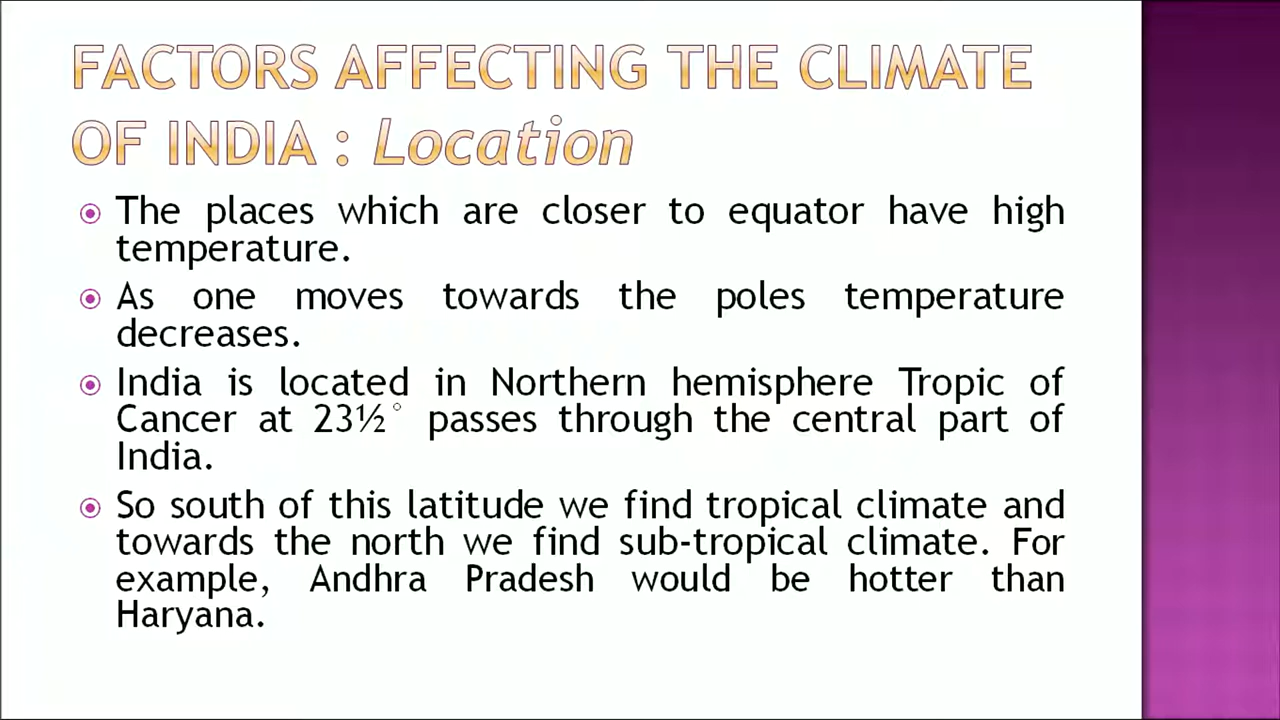 FACTORS AFFECTING THE CLIMATE
OF INDIA : Location
The places which are closer to equator have high
temperature.
As one moves towards the poles temperature
decreases.
India is located in Northern hemisphere Tropic of
Cancer at 23½° passes through the central part of
India.
So south of this latitude we find tropical climate and
towards the north we find sub-tropical climate. For
example, Andhra Pradesh would be hotter than
Haryana.